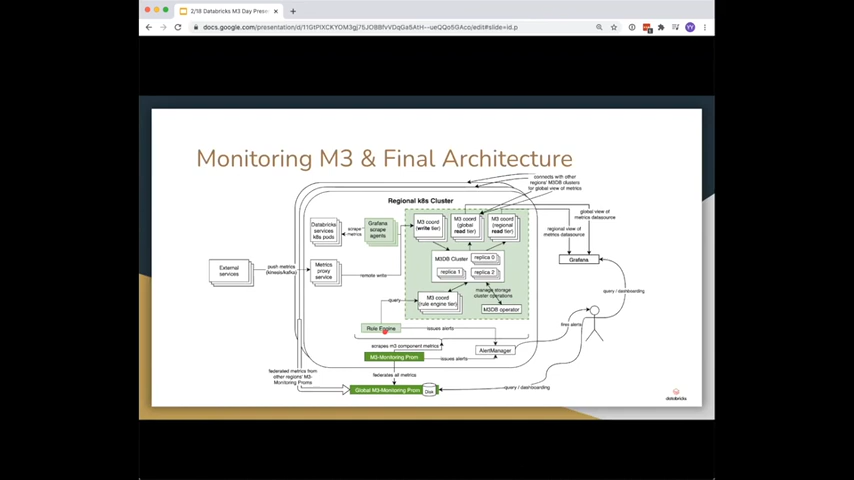 2/18 Databricks M3 Day Prese
docs.google.com/presentation/d/
Monitoring M3 & Final Architecture
connects with other
regions' M3DB clusters
for global view of metrics
Regional k8s Cluster
global view of
metrics datasource
Databricks
services
k8s pods
scrape
metrics
Grafana
scrape
agents
M3 coord
(write tier)
M3 coord
(global
read tier)
M3 coord
(regional
read tier)
regional view of
metrics datasource
M3DB Cluster
replica 0
replica 1
replica 2
Grafana
External
services
push metrics
(kinesis/kafka)
Metrics
proxy
service
remote write
manage storage
cluster operations
query / dashboarding
query
M3 coord
(rule engine tier)
M3DB operator
Rule Engine
issues alerts
fires alerts
scrapes m3 component metrics
AlertManager
M3-Monitoring Prom
issues alerts
federates all metrics
federated metrics from
other regions' M3-
Monitoring Proms
Global M3-Monitoring Prom
Disk
query / dashboarding
databricks